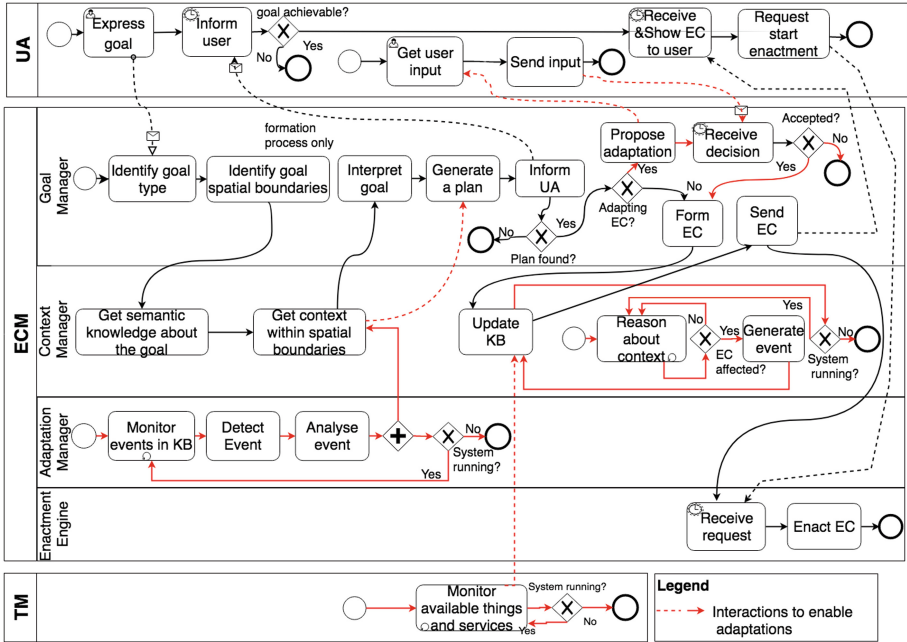 UA
Express
goal
Inform
user
goal achievable?
Yes
No
Get user
input
Send input
Receive
&Show EC
to user
Request
start
enactment
ECM
Goal
Manager
formation
process only
Identify goal
type
Identify goal
spatial boundaries
Interpret
goal
Generate
a plan
Inform
UA
No
Yes
Plan found?
Propose
adaptation
Yes
Adapting
EC?
No
Receive
decision
Accepted?
No
Yes
Form
EC
Send
EC
Context
Manager
Get semantic
knowledge about
the goal
Get context
within spatial
boundaries
Update
KB
Reason
about
context
No
Yes
EC
affected?
Generate
event
Yes
No
System
running?
Adaptation
Manager
Monitor
events in KB
Detect
Event
Analyse
event
No
System
running?
Yes
Enactment
Engine
Receive
request
Enact EC
TM
Monitor
available things
and services
System running?
Yes
No
Legend
Interactions to enable
adaptations